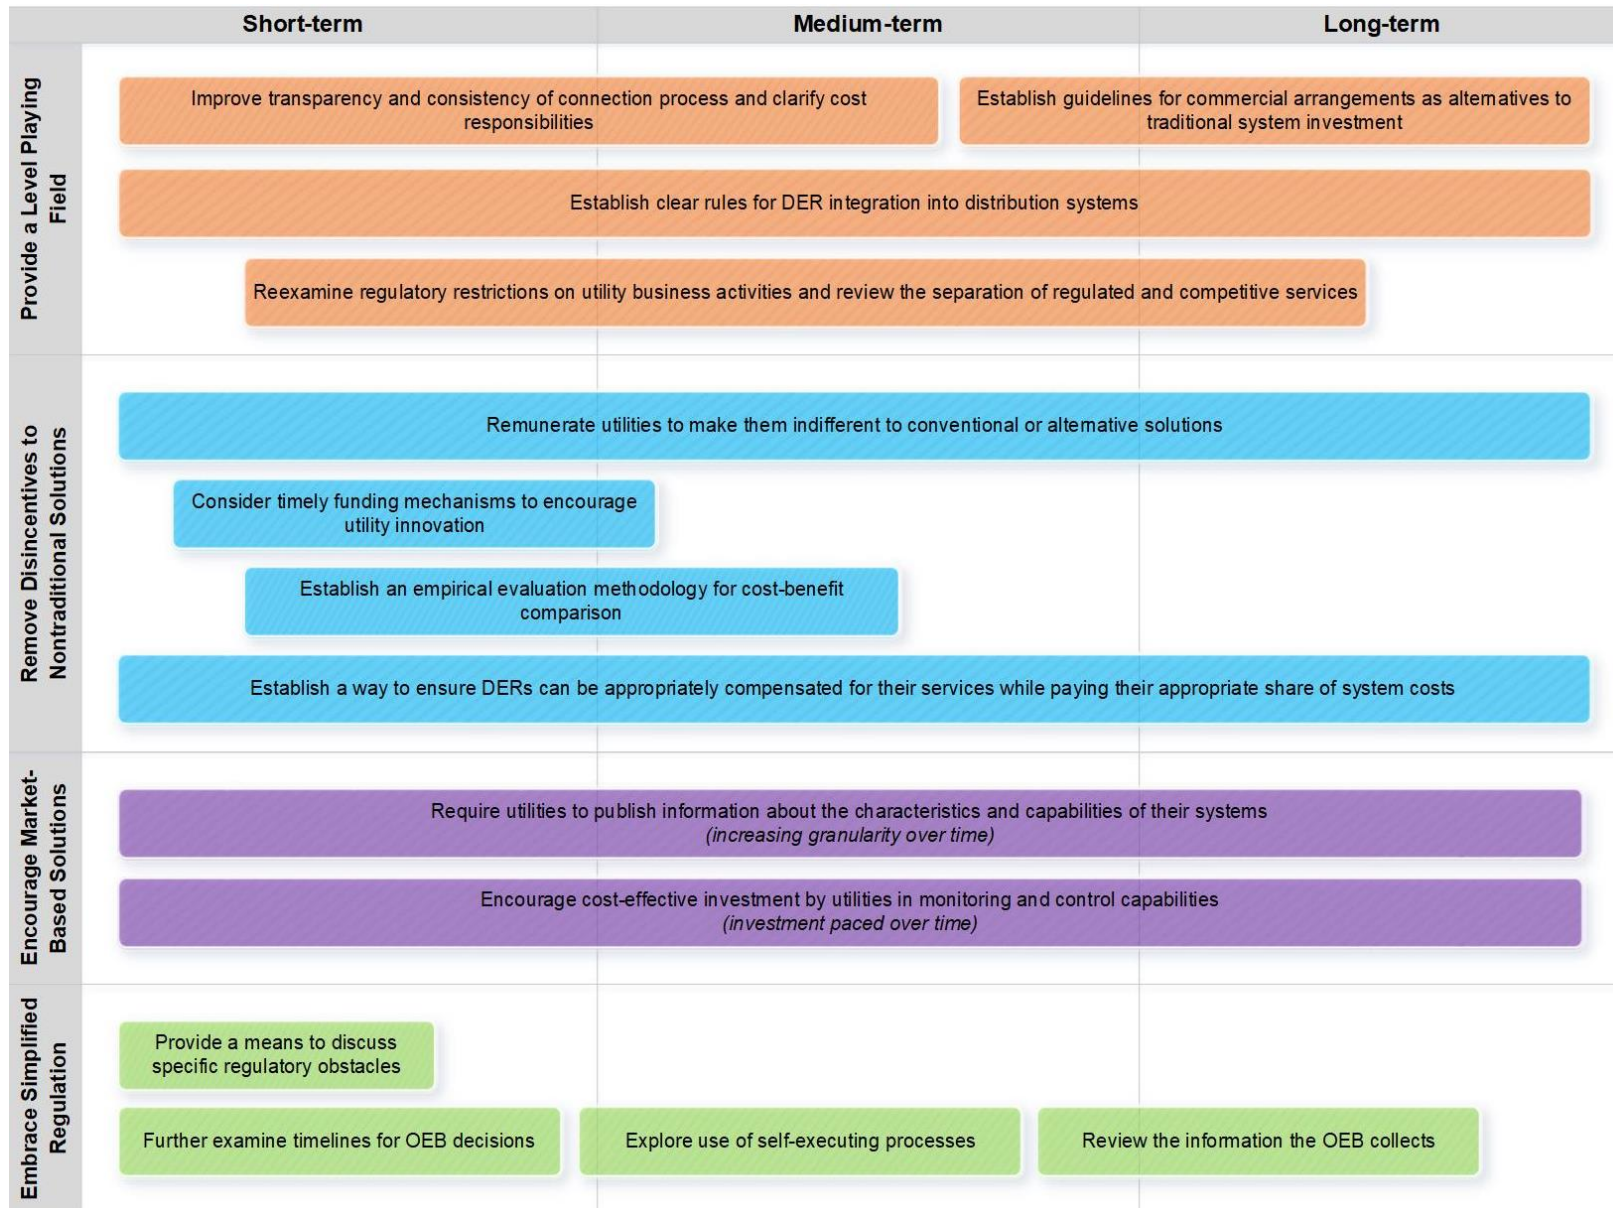 Short-term
Medium-term
Long-term
Provide a Level Playing
Field
Improve transparency and consistency of connection process and clarify cost
responsibilities
Establish guidelines for commercial arrangements as alternatives to
traditional system investment
Establish clear rules for DER integration into distribution systems
Reexamine regulatory restrictions on utility business activities and review the separation of regulated and competitive services
Remove Disincentives to
Nontraditional Solutions
Remunerate utilities to make them indifferent to conventional or alternative solutions
Consider timely funding mechanisms to encourage
utility innovation
Establish an empirical evaluation methodology for cost-benefit
comparison
Establish a way to ensure DERs can be appropriately compensated for their services while paying their appropriate share of system costs
Encourage Market-
Based Solutions
Require utilities to publish information about the characteristics and capabilities of their systems
(increasing granularity over time)
Encourage cost-effective investment by utilities in monitoring and control capabilities
(investment paced over time)
Embrace Simplified
Regulation
Provide a means to discuss
specific regulatory obstacles
Further examine timelines for OEB decisions
Explore use of self-executing processes
Review the information the OEB collects